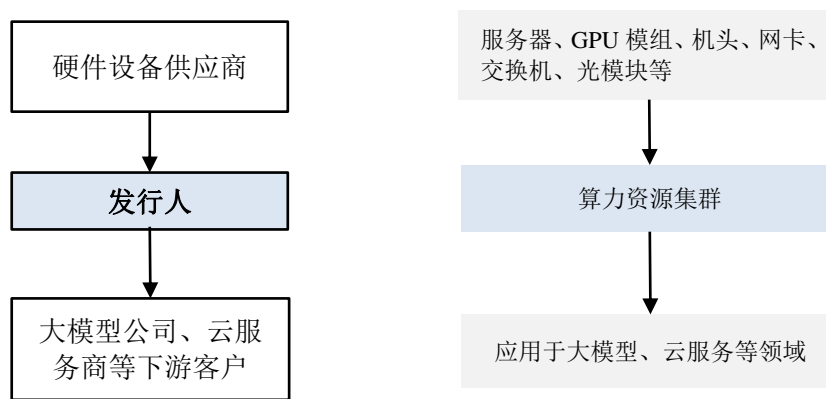 硬件设备供应商
服务器、GPU 模组、机头、网卡、
交换机、光模块等
发行人
算力资源集群
大模型公司、云服
务商等下游客户
应用于大模型、云服务等领域